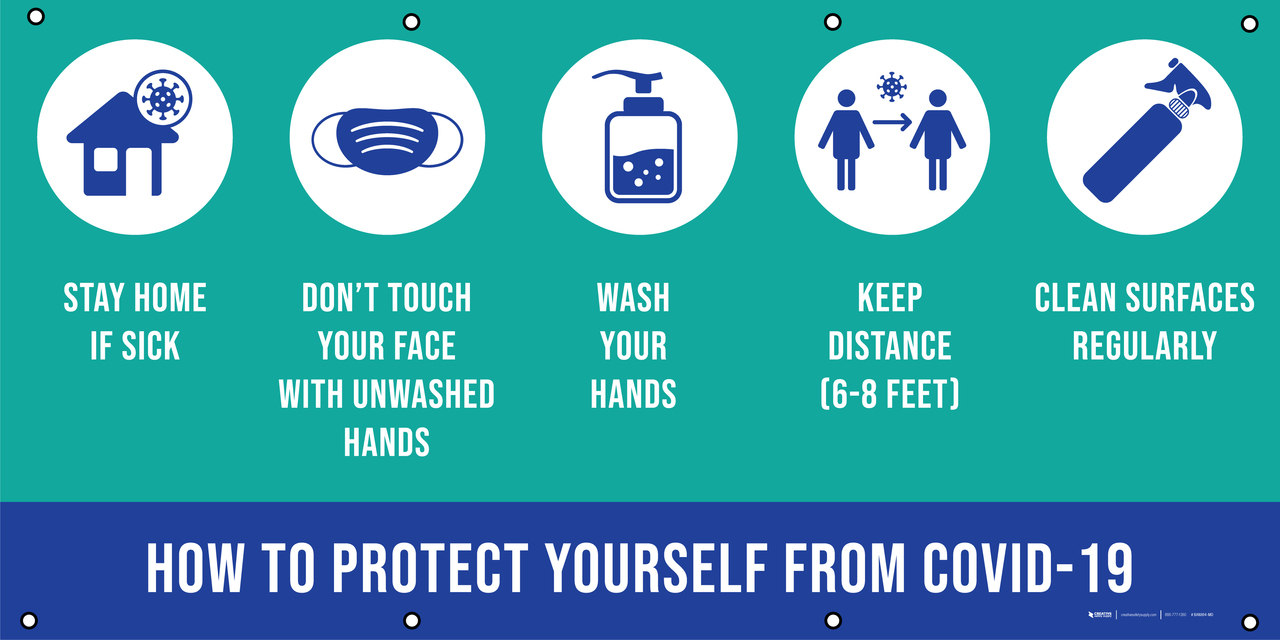 STAY HOME
IF SICK
DON'T TOUCH
YOUR FACE
WITH UNWASHED
HANDS
WASH
YOUR
HANDS
KEEP
DISTANCE
(6-8 FEET)
CLEAN SURFACES
REGULARLY
HOW TO PROTECT YOURSELF FROM COVID-19
CREATIVE